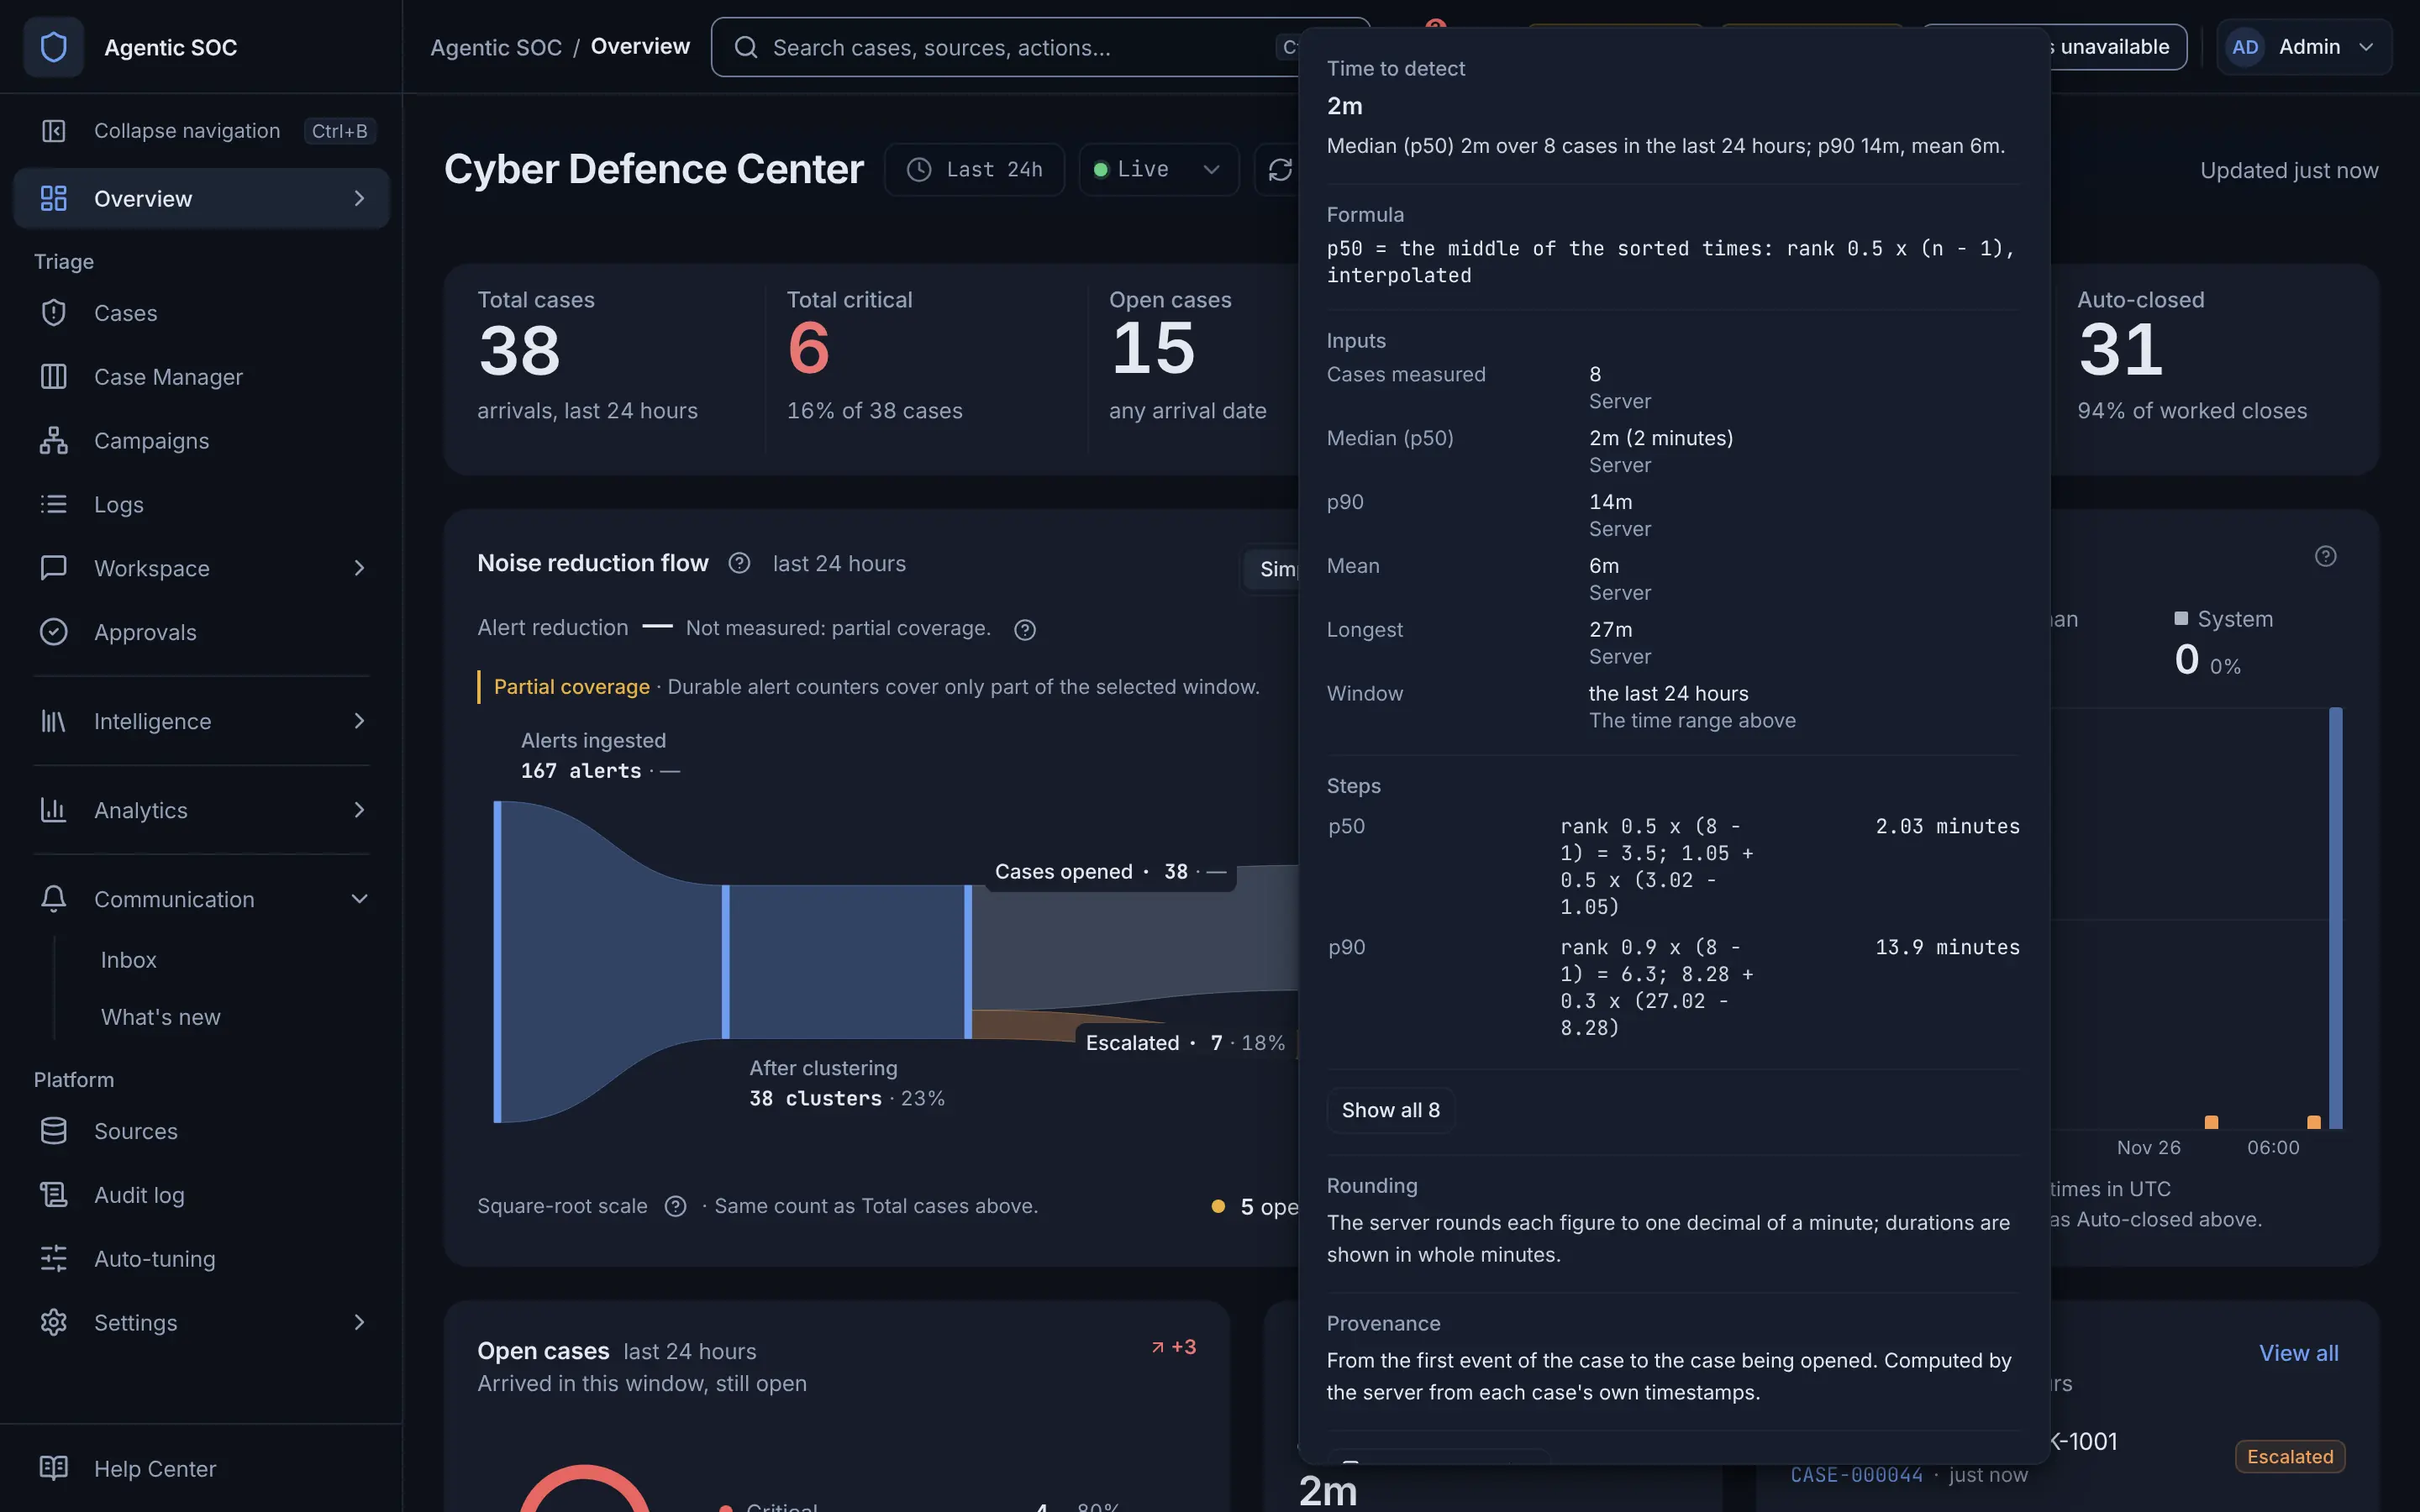 Agentic SOC
Collapse navigation Ctrl+B
Overview
Triage
Cases
Case Manager
Campaigns
Logs
Workspace
Approvals
Intelligence
Analytics
Communication
Inbox
What's new
Platform
Sources
Audit log
Auto-tuning
Settings
Help Center
Agentic SOC / Overview
Search cases, sources, actions...
unavailable
AD Admin
Cyber Defence Center
Last 24h
Live
Updated just now
Total cases
38
arrivals, last 24 hours
Total critical
6
16% of 38 cases
Open cases
15
any arrival date
Auto-closed
31
94% of worked closes
Noise reduction flow last 24 hours
Alert reduction — Not measured: partial coverage.
Partial coverage · Durable alert counters cover only part of the selected window.
Alerts ingested
167 alerts · —
Cases opened · 38 · —
Escalated · 7 · 18%
After clustering
38 clusters · 23%
Square-root scale · Same count as Total cases above.
5
System
0 0%
Nov 26 06:00
times in UTC
as Auto-closed above.
Open cases last 24 hours
+3
Arrived in this window, still open
Critical 4 80%
Time to detect
2m
Median (p50) 2m over 8 cases in the last 24 hours; p90 14m, mean 6m.
Formula
p50 = the middle of the sorted times: rank 0.5 x (n - 1),
interpolated
Inputs
Cases measured 8
Server
Median (p50) 2m (2 minutes)
Server
p90 14m
Server
Mean 6m
Server
Longest 27m
Server
Window the last 24 hours
The time range above
Steps
p50 rank 0.5 x (8 - 2.03 minutes
1) = 3.5; 1.05 +
0.5 x (3.02 -
1.05)
p90 rank 0.9 x (8 - 13.9 minutes
1) = 6.3; 8.28 +
0.3 x (27.02 -
8.28)
Show all 8
Rounding
The server rounds each figure to one decimal of a minute; durations are
shown in whole minutes.
Provenance
From the first event of the case to the case being opened. Computed by
the server from each case's own timestamps.
2m
View all
K-1001
CASE-000044 · just now
Escalated